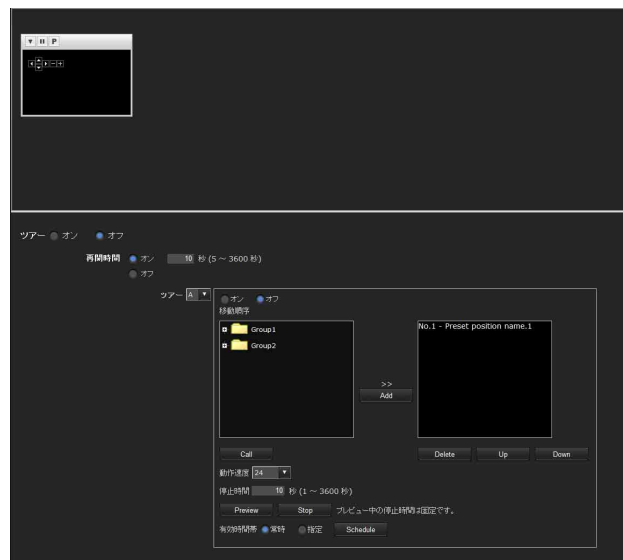 P
ツアー オン オフ
再開時間 オン 10 秒 (5 ~ 3600 秒)
オフ
ツアー A
オン オフ
移動順序
Group1
Group2
>>
Add
No.1 - Preset position name.1
Call Delete Up Down
動作速度 24
停止時間 10 秒 (1 ~ 3600 秒)
Preview Stop プレビュー中の停止時間は固定です。
有効時間帯 常時 指定 Schedule